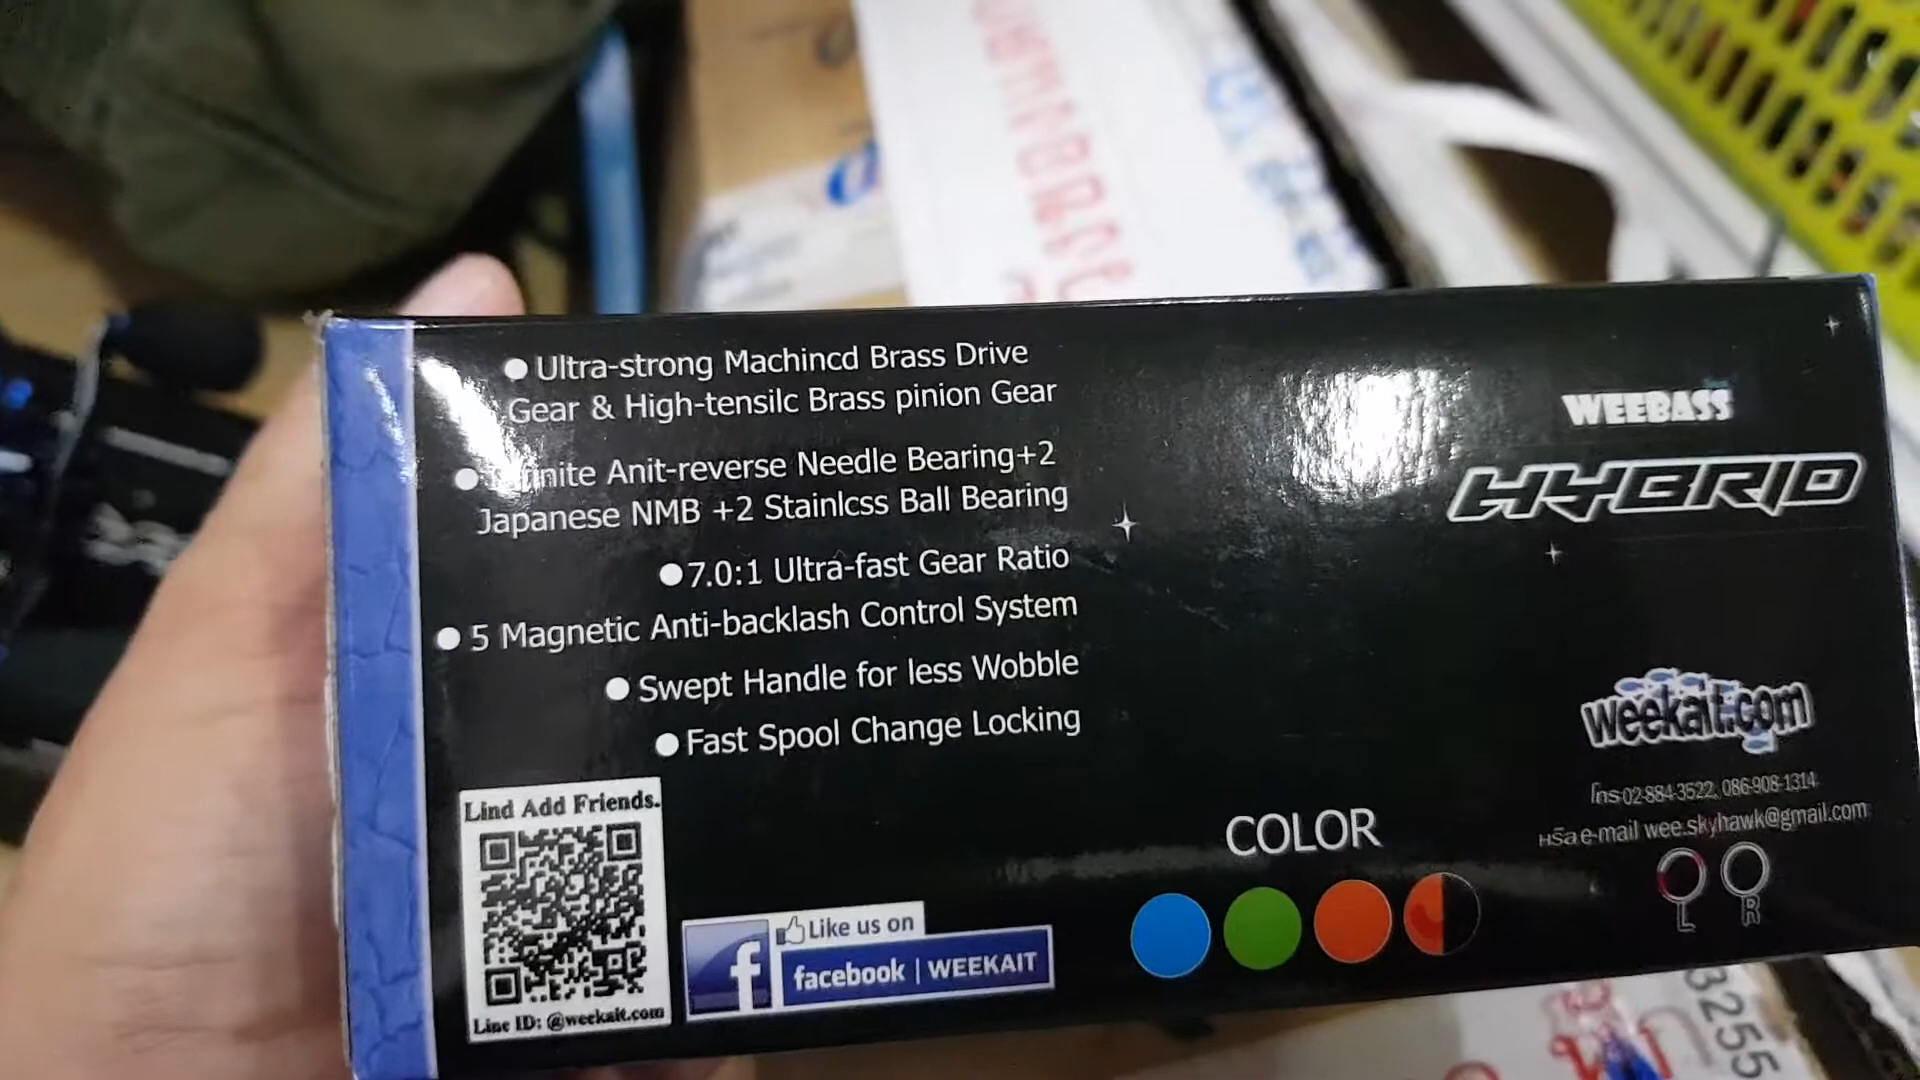 ● Ultra-strong Machincd Brass Drive
Gear & High-tensilc Brass pinion Gear
● Anit-reverse Needle Bearing+2
Japanese NMB +2 Stainlcss Ball Bearing
● 7.0:1 Ultra-fast Gear Ratio
● 5 Magnetic Anti-backlash Control System
● Swept Handle for less Wobble
● Fast Spool Change Locking
WEEBASS
HYBRID
weekait.com
โทร 02-884-3522, 086-908-1314
หรือ e-mail wee.skyhawk@gmail.com
L R
COLOR
Lind Add Friends.
Line ID: @weekait.com
Like us on
facebook | WEEKAIT
3255